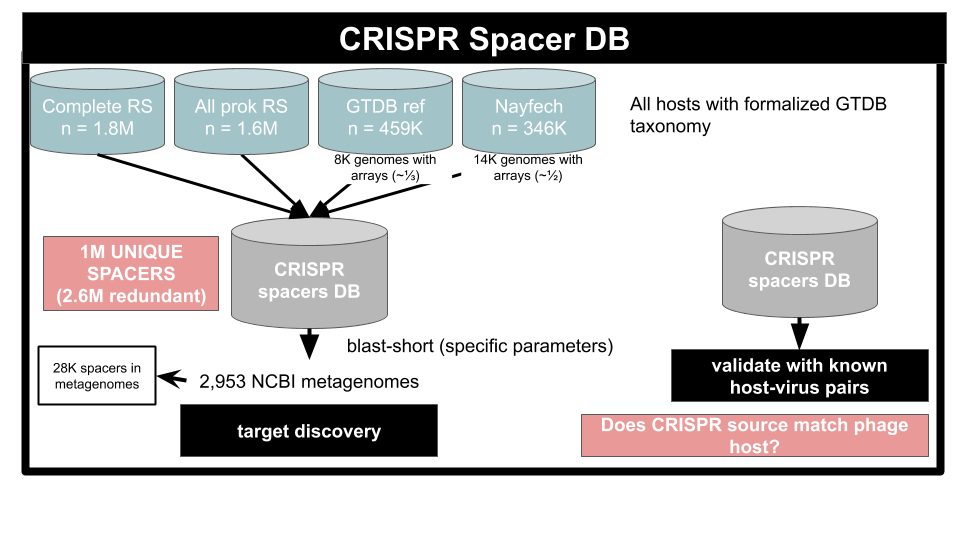 CRISPR Spacer DB
Complete RS
n = 1.8M
All prok RS
n = 1.6M
GTDB ref
n = 459K
Nayfech
n = 346K
All hosts with formalized GTDB
taxonomy
8K genomes with
arrays (~⅓)
14K genomes with
arrays (~½)
1M UNIQUE
SPACERS
(2.6M redundant)
CRISPR
spacers DB
CRISPR
spacers DB
blast-short (specific parameters)
28K spacers in
metagenomes
2,953 NCBI metagenomes
target discovery
validate with known
host-virus pairs
Does CRISPR source match phage
host?